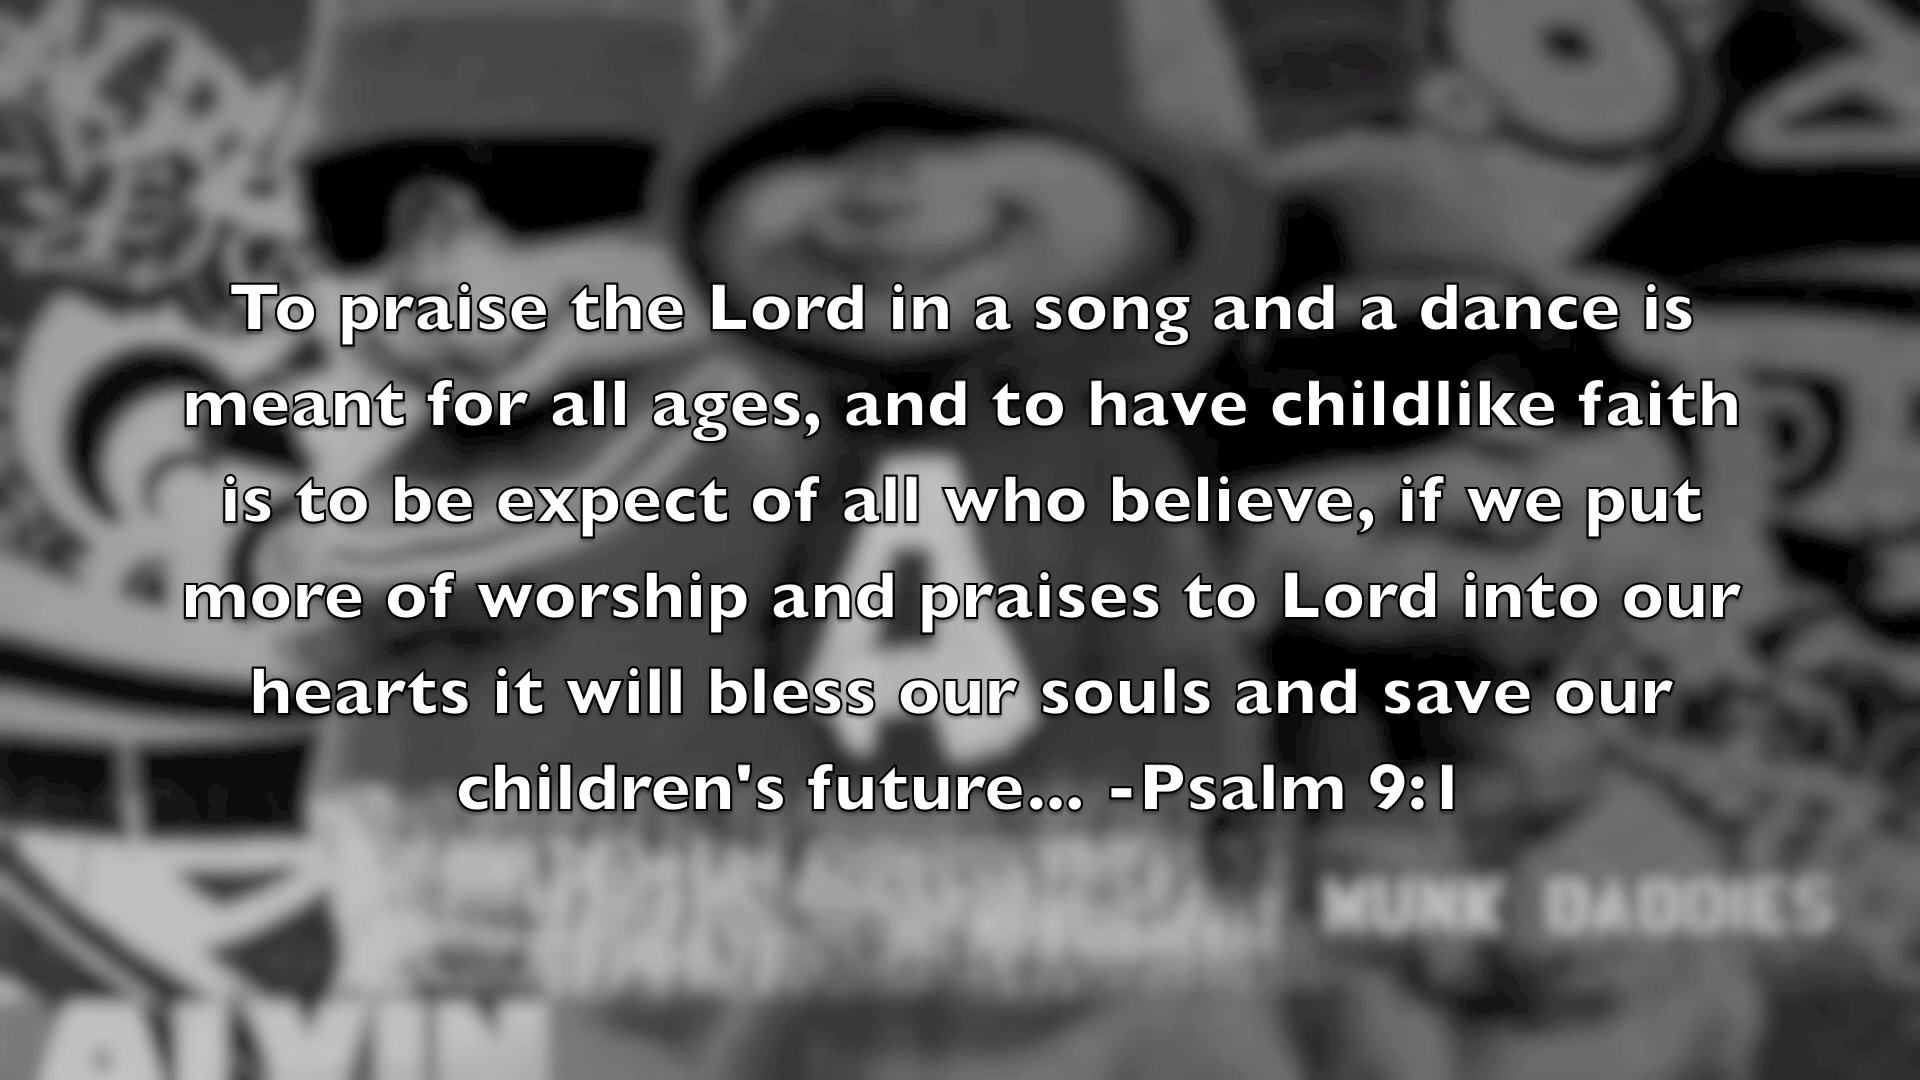 To praise the Lord in a song and a dance is
meant for all ages, and to have childlike faith
is to be expect of all who believe, if we put
more of worship and praises to Lord into our
hearts it will bless our souls and save our
children's future... -Psalm 9:1
A
MUNK DADDIES
ALVIN